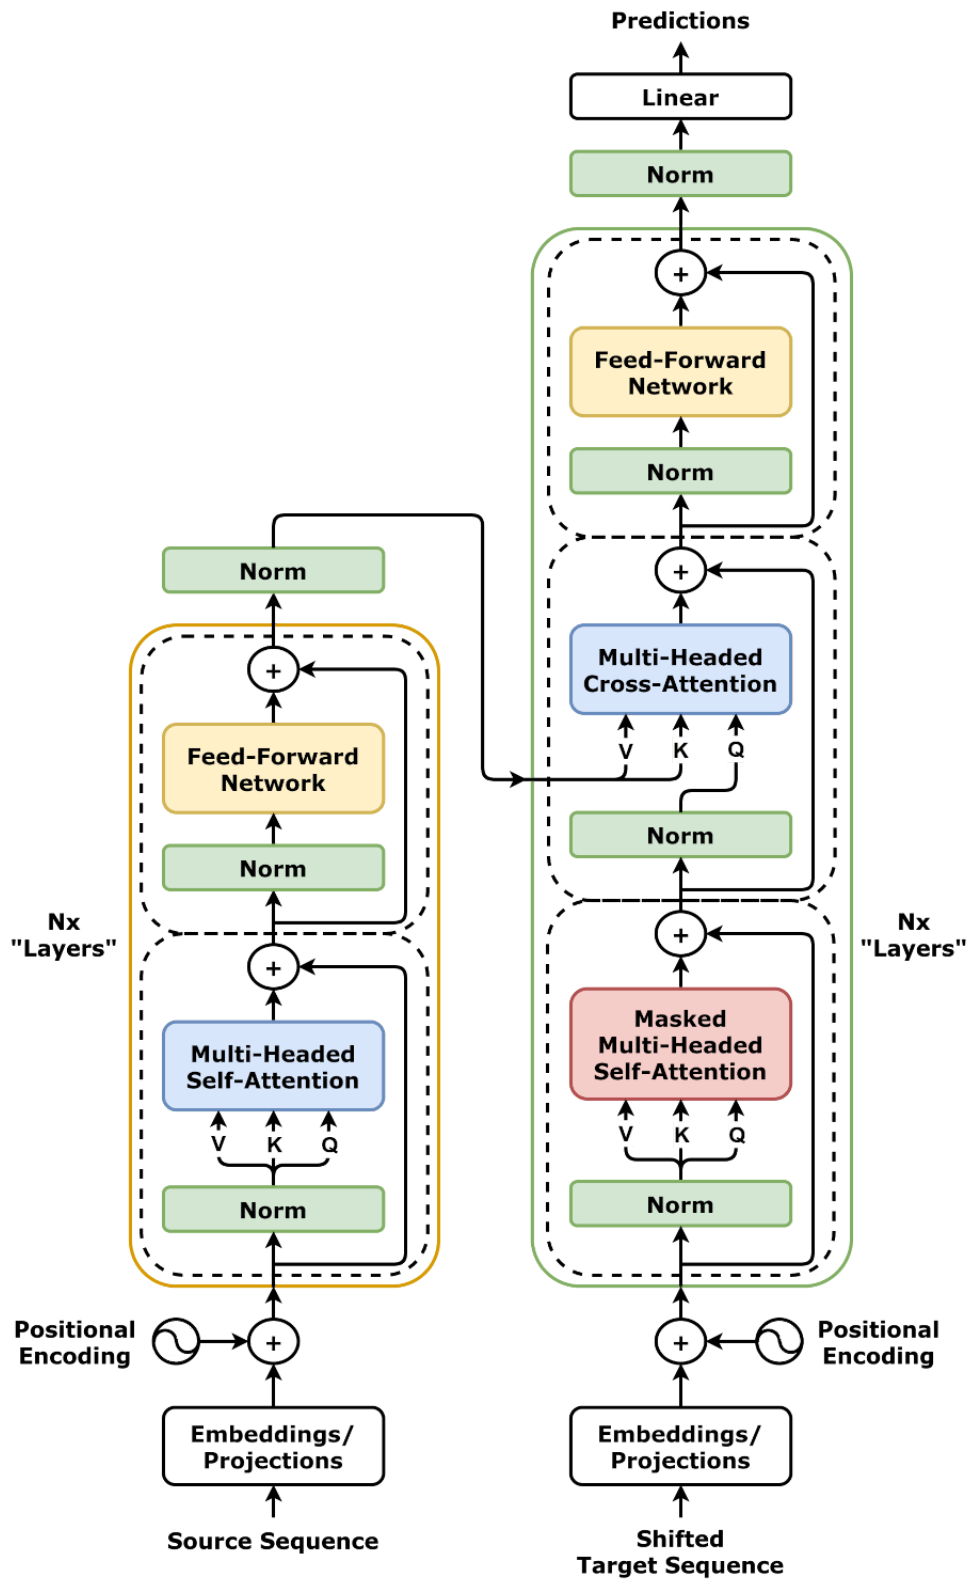 Predictions
Linear
Norm
Feed-Forward
Network
Norm
Multi-Headed
Cross-Attention
V K Q
Norm
Masked
Multi-Headed
Self-Attention
V K Q
Norm
Nx
"Layers"
Positional
Encoding
Embeddings/
Projections
Shifted
Target Sequence
Norm
Feed-Forward
Network
Norm
Nx
"Layers"
Multi-Headed
Self-Attention
V K Q
Norm
Positional
Encoding
Embeddings/
Projections
Source Sequence